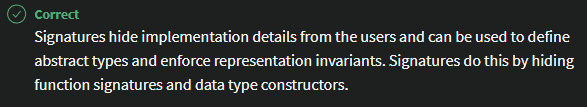 Correct
Signatures hide implementation details from the users and can be used to define
abstract types and enforce representation invariants. Signatures do this by hiding
function signatures and data type constructors.